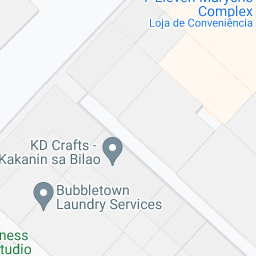 Complex
Loja de Conveniência
KD Crafts -
Kakanin sa Bilao
Bubbletown
Laundry Services